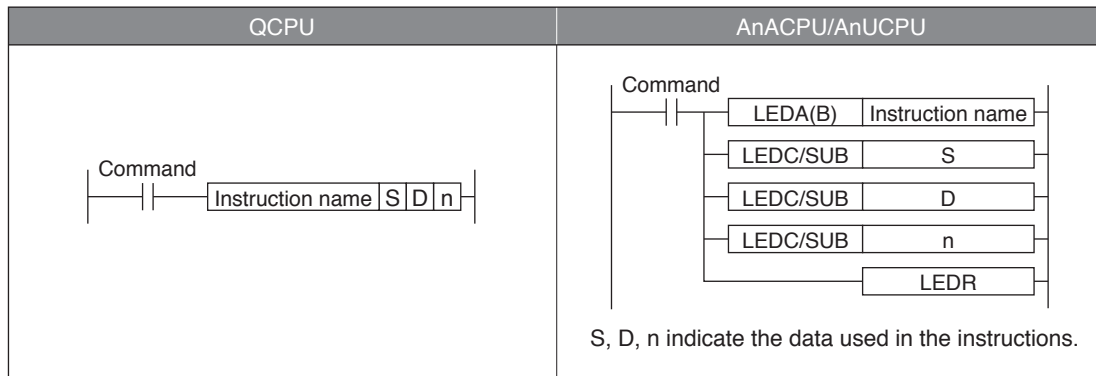 QCPU
AnACPU/AnUCPU
Command
Instruction name S D n
Command
LEDA(B) Instruction name
LEDC/SUB S
LEDC/SUB D
LEDC/SUB n
LEDR
S, D, n indicate the data used in the instructions.